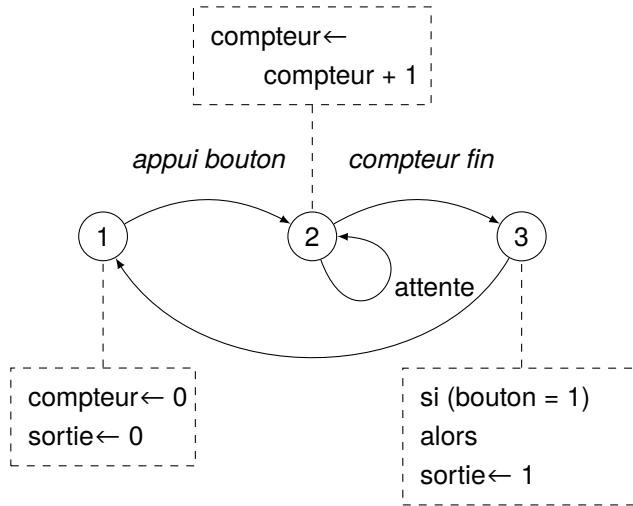 compteur←
compteur + 1
appui bouton
compteur fin
1
2
3
attente
compteur← 0
sortie← 0
si (bouton = 1)
alors
sortie← 1